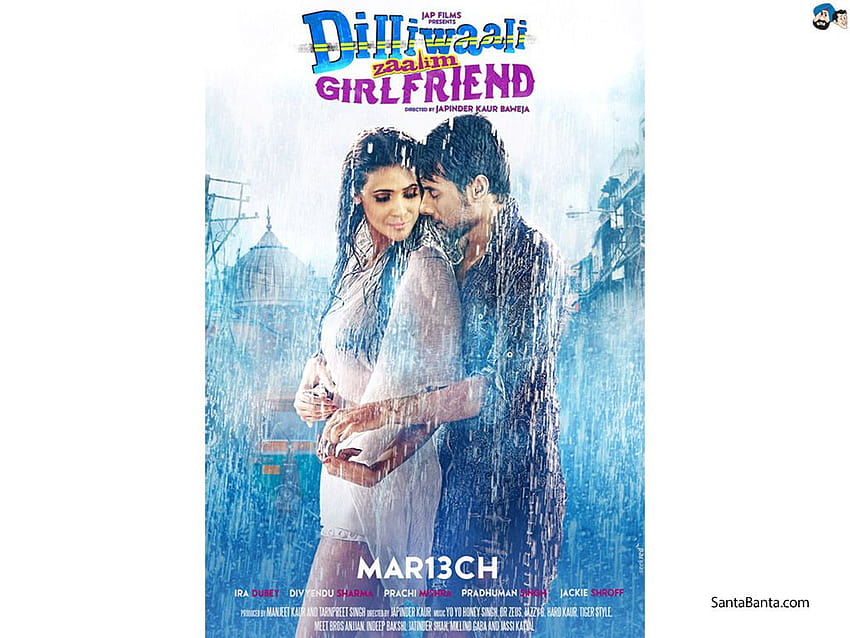 JAP FILMS
PRESENTS
Dilliwaali
zaalim
GIRLFRIEND
DIRECTED BY JAPINDER KAUR BAWEJA
MAR13CH
IRA DUBEY DIVYENDU SHARMA PRACHI MISHRA PRADHUMAN SINGH JACKIE SHROFF
PRODUCED BY MANJEET KAUR AND TARNPREET SINGH DIRECTED BY JAPINDER KAUR. MUSIC YO YO HONEY SINGH, DR ZEUS, JAZZY B, HARD KAUR, TIGER STYLE,
MEET BROS ANJJAN, INDEEP BAKSHI, JATINDER SHAH, MILLIND GABA AND JASSI KATYAL
SantaBanta.com